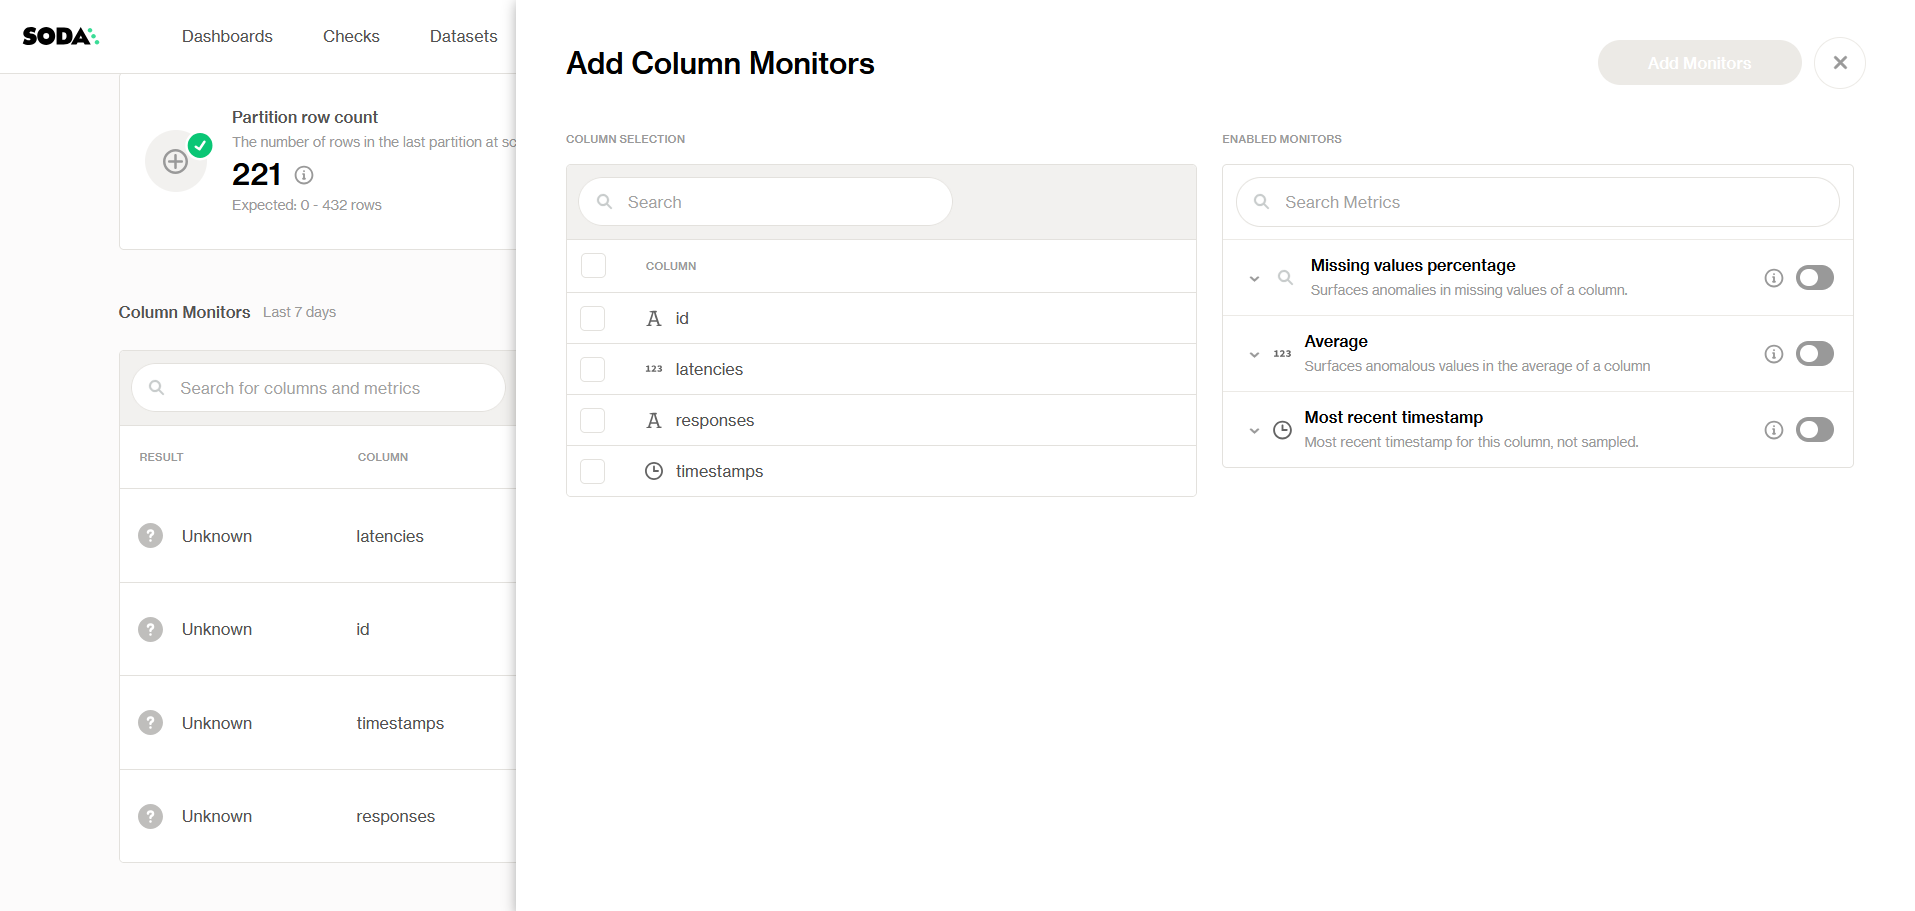 SODA
Dashboards
Checks
Datasets
Partition row count
The number of rows in the last partition at sc
221
Expected: 0 - 432 rows
Column Monitors Last 7 days
Search for columns and metrics
RESULT COLUMN
Unknown latencies
Unknown id
Unknown timestamps
Unknown responses
Add Column Monitors
Add Monitors
COLUMN SELECTION
Search
COLUMN
id
123 latencies
responses
timestamps
ENABLED MONITORS
Search Metrics
Missing values percentage
Surfaces anomalies in missing values of a column.
123 Average
Surfaces anomalous values in the average of a column
Most recent timestamp
Most recent timestamp for this column, not sampled.